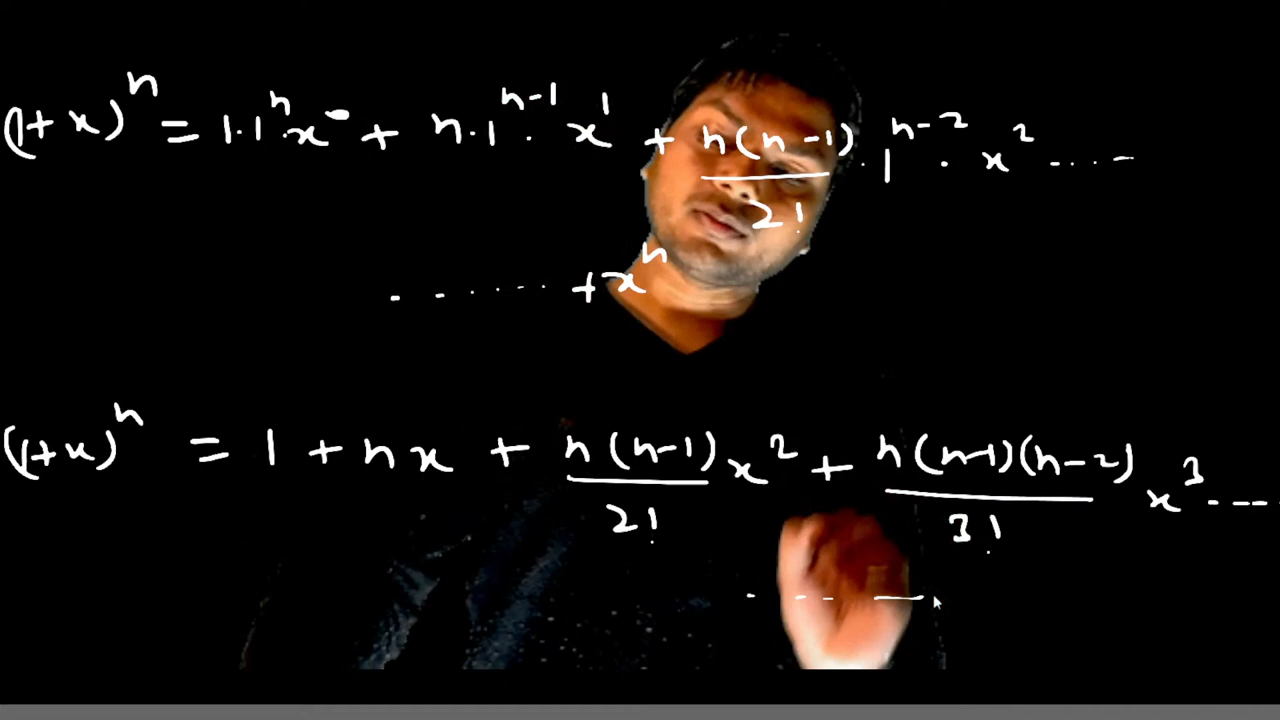 (1+x)^n = 1·1^n·x^0 + n·1^(n-1)·x^1 + n(n-1)/2! · 1^(n-2) · x^2 ....-
- - ..... + x^n
(1+x)^n = 1 + nx + n(n-1)/2! x^2 + n(n-1)(n-2)/3! x^3 ----